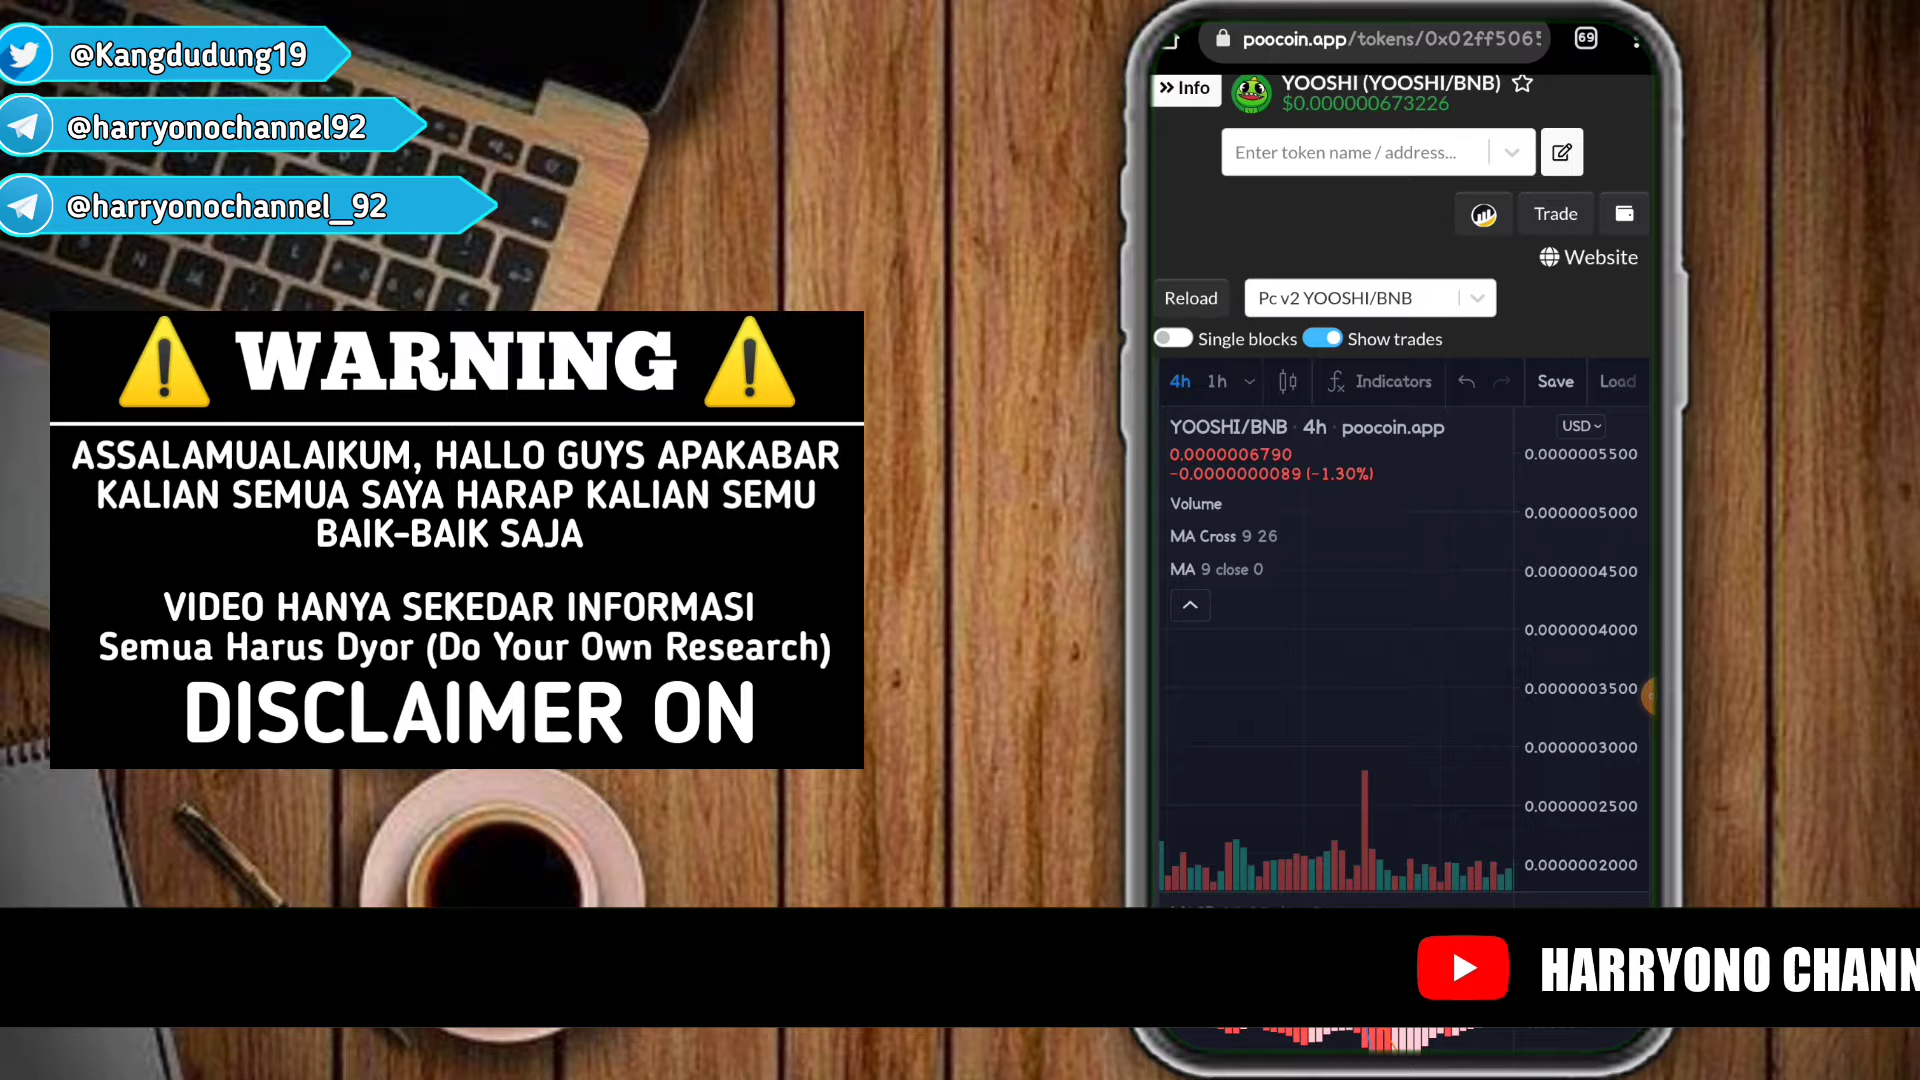 @Kangdudung19
@harryonochannel92
@harryonochannel_92
WARNING
ASSALAMUALAIKUM, HALLO GUYS APAKABAR
KALIAN SEMUA SAYA HARAP KALIAN SEMU
BAIK-BAIK SAJA
VIDEO HANYA SEKEDAR INFORMASI
Semua Harus Dyor (Do Your Own Research)
DISCLAIMER ON
poocoin.app/tokens/0x02ff5065
69
Info
YOOSHI (YOOSHI/BNB)
$0.000000673226
Enter token name / address...
Trade
Website
Reload
Pc v2 YOOSHI/BNB
Single blocks
Show trades
4h 1h Indicators Save Load
YOOSHI/BNB · 4h · poocoin.app
USD
0.0000006790
−0.0000000089 (−1.30%)
Volume
MA Cross 9 26
MA 9 close 0
0.0000005500
0.0000005000
0.0000004500
0.0000004000
0.0000003500
0.0000003000
0.0000002500
0.0000002000
HARRYONO CHANN